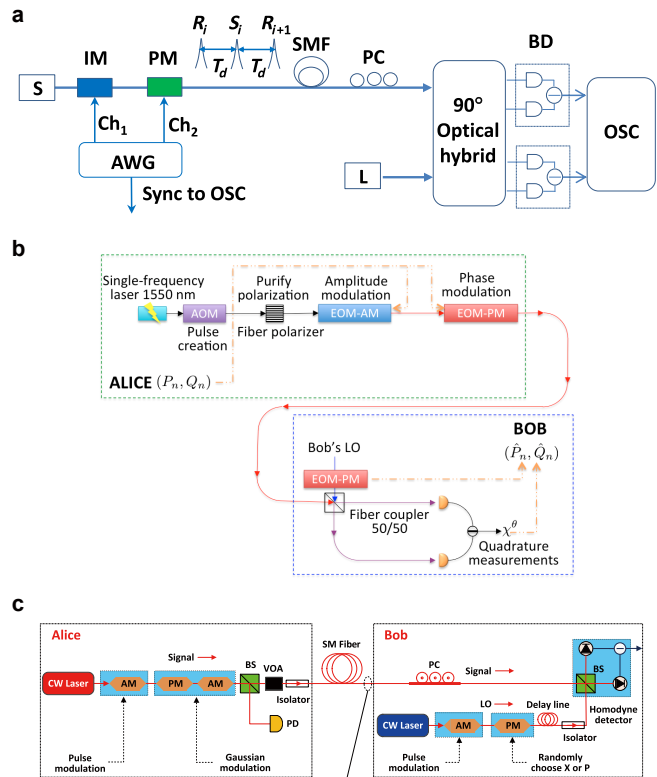 a
R_i S_i R_{i+1}
T_d T_d
IM PM SMF PC BD
S
Ch_1 Ch_2
AWG
Sync to OSC
90°
Optical
hybrid
OSC
L
b
Single-frequency
laser 1550 nm
Purify
polarization
Amplitude
modulation
Phase
modulation
AOM
EOM-AM
EOM-PM
Pulse
creation
Fiber polarizer
ALICE (P_n, Q_n)
BOB
(P̂_n, Q̂_n)
Bob's LO
EOM-PM
Fiber coupler
50/50
χ^θ
Quadrature
measurements
c
Alice
Signal
CW Laser
AM
PM
AM
BS
VOA
Isolator
PD
Pulse
modulation
Gaussian
modulation
SM Fiber
Bob
PC
Signal
BS
Homodyne
detector
LO
Delay line
CW Laser
AM
PM
Isolator
Pulse
modulation
Randomly
choose X or P